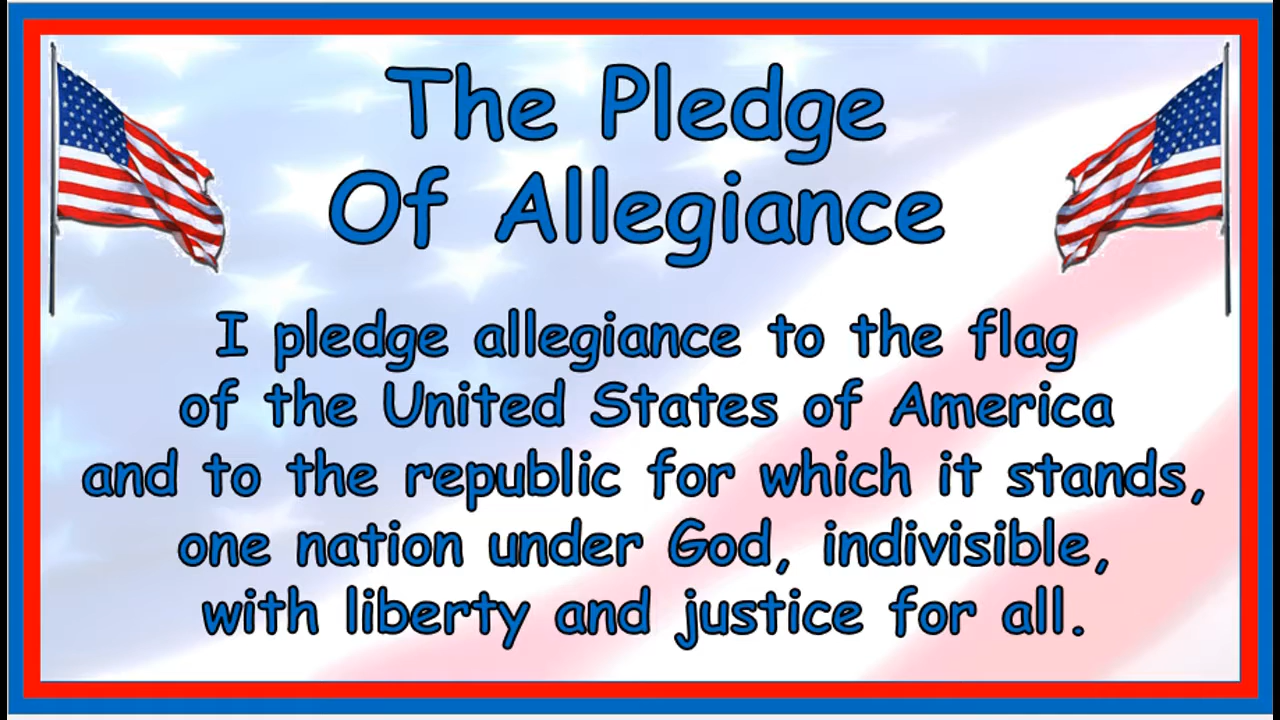 The Pledge
Of Allegiance
I pledge allegiance to the flag
of the United States of America
and to the republic for which it stands,
one nation under God, indivisible,
with liberty and justice for all.